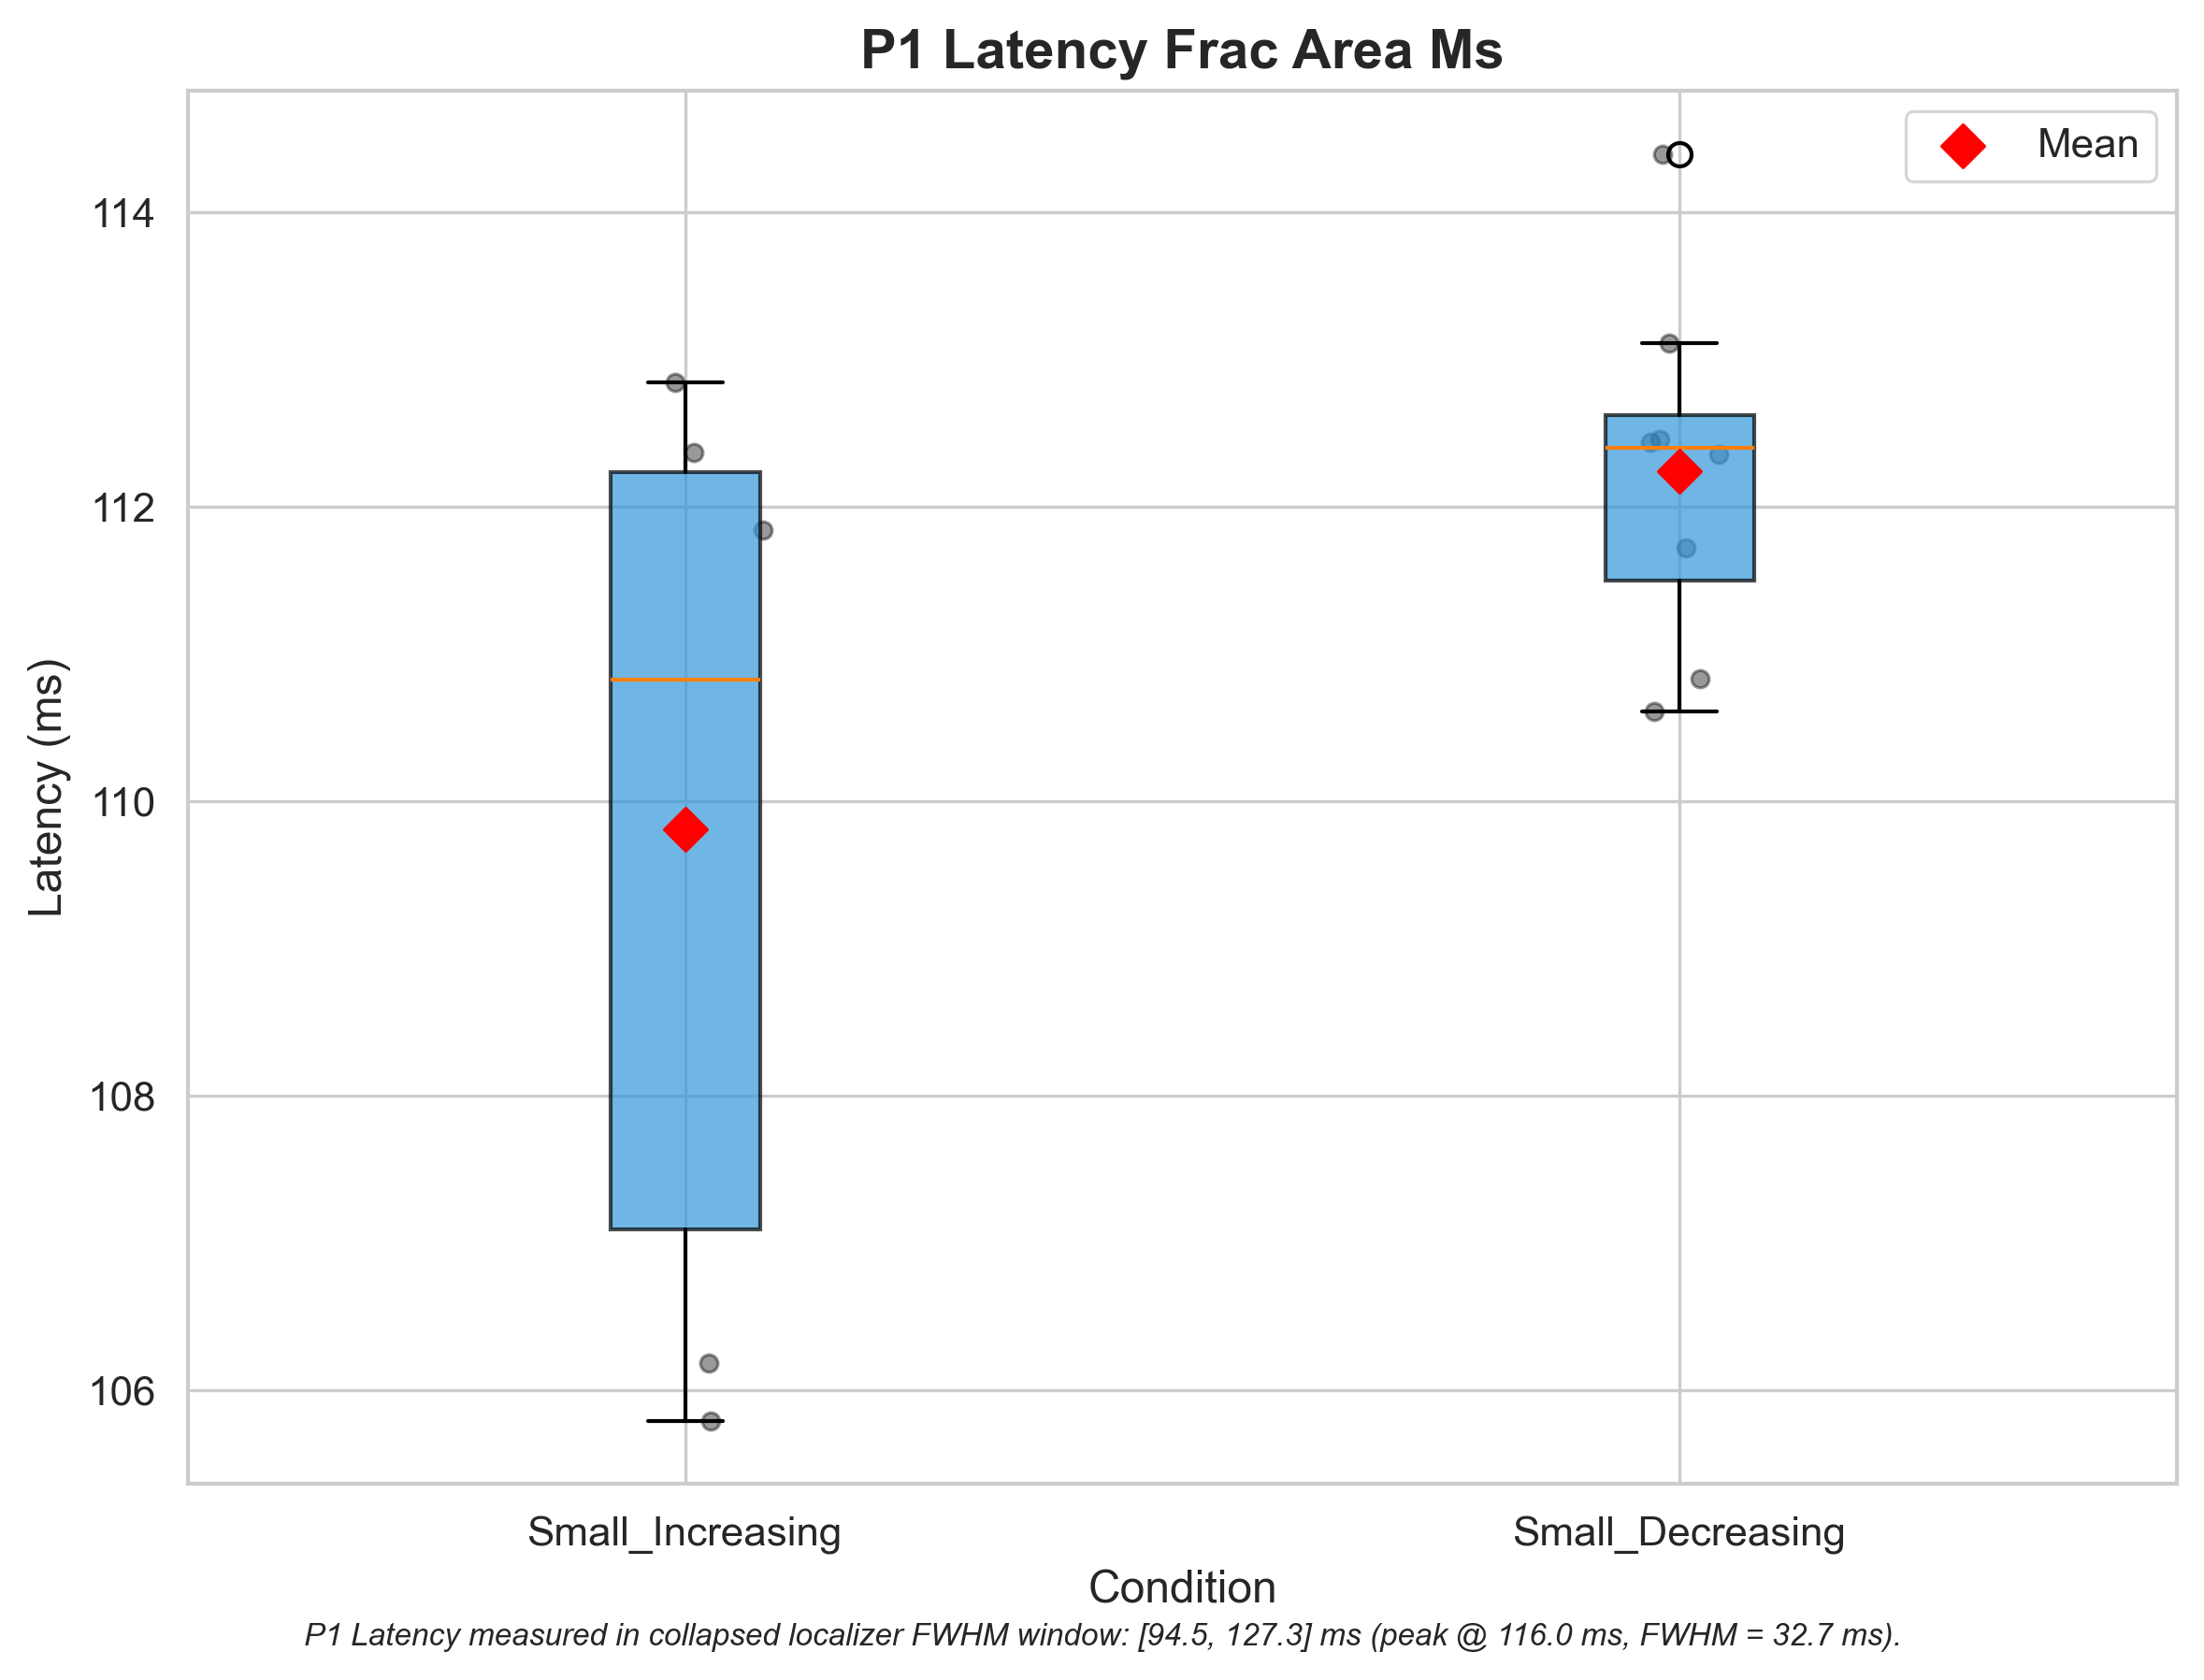 P1 Latency Frac Area Ms
Mean
114
112
110
108
106
Latency (ms)
Small_Increasing
Small_Decreasing
Condition
P1 Latency measured in collapsed localizer FWHM window: [94.5, 127.3] ms (peak @ 116.0 ms, FWHM = 32.7 ms).